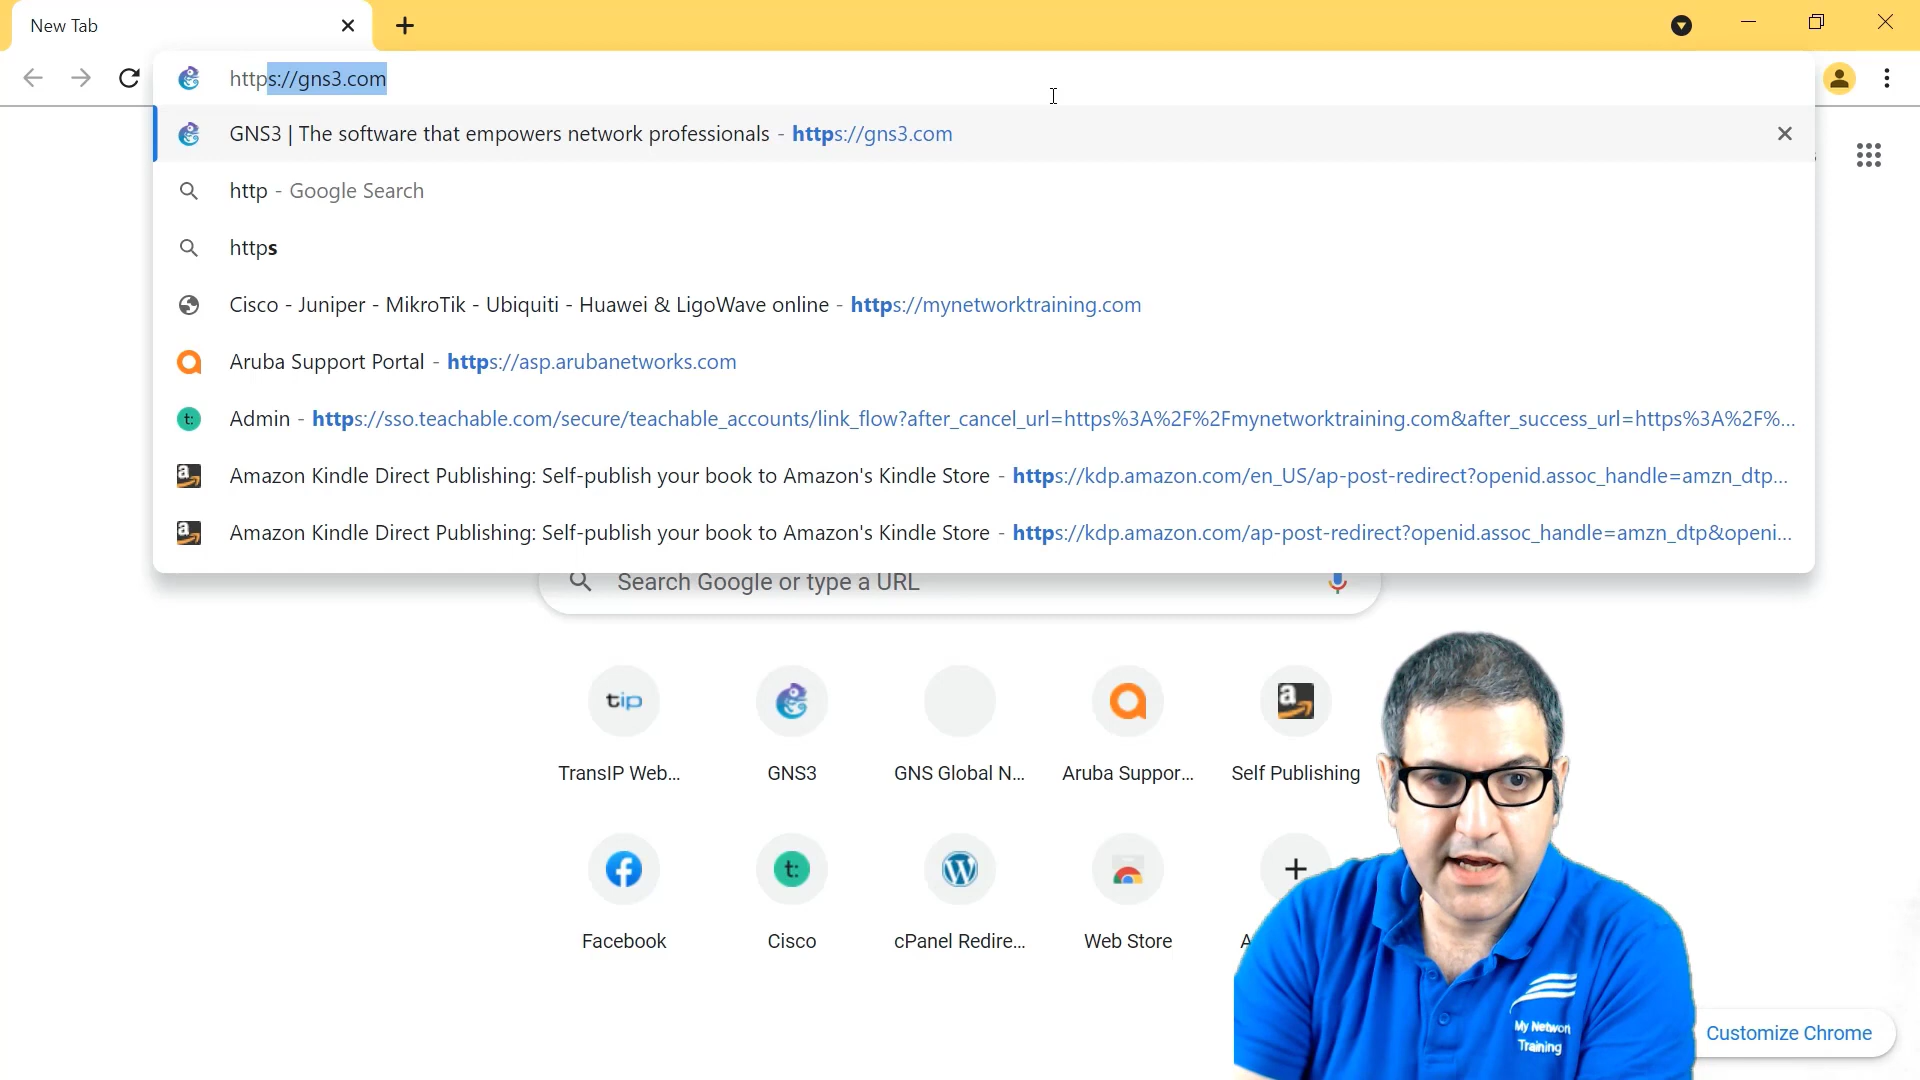 New Tab
https://gns3.com
GNS3 | The software that empowers network professionals - https://gns3.com
http - Google Search
https
Cisco - Juniper - MikroTik - Ubiquiti - Huawei & LigoWave online - https://mynetworktraining.com
Aruba Support Portal - https://asp.arubanetworks.com
t: Admin - https://sso.teachable.com/secure/teachable_accounts/link_flow?after_cancel_url=https%3A%2F%2Fmynetworktraining.com&after_success_url=https%3A%2F%...
a Amazon Kindle Direct Publishing: Self-publish your book to Amazon's Kindle Store - https://kdp.amazon.com/en_US/ap-post-redirect?openid.assoc_handle=amzn_dtp...
a Amazon Kindle Direct Publishing: Self-publish your book to Amazon's Kindle Store - https://kdp.amazon.com/ap-post-redirect?openid.assoc_handle=amzn_dtp&openi...
Search Google or type a URL
tip
a
TransIP Web...
GNS3
GNS Global N...
Aruba Suppor...
Self Publishing
t:
Facebook
Cisco
cPanel Redire...
Web Store
My Network
Training
Customize Chrome